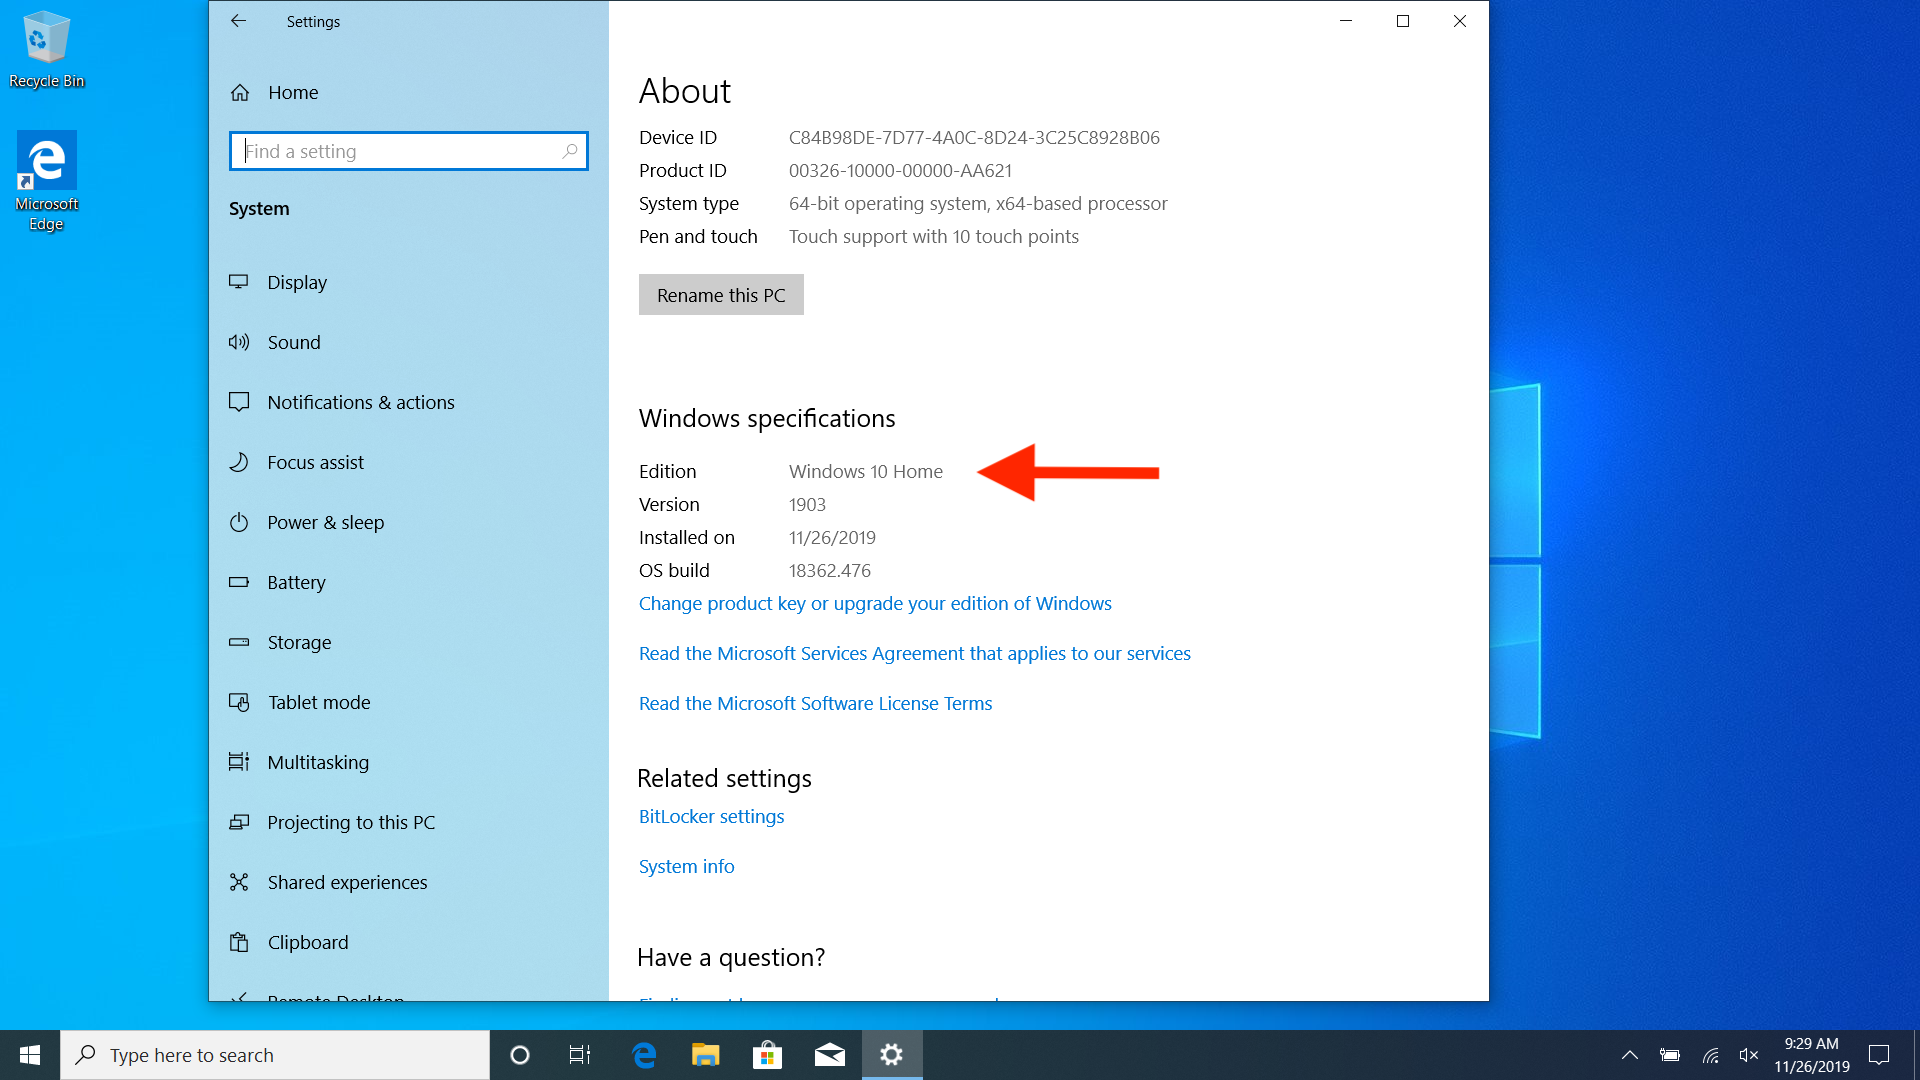 Recycle Bin
Microsoft
Edge
Settings
Home
Find a setting
System
Display
Sound
Notifications & actions
Focus assist
Power & sleep
Battery
Storage
Tablet mode
Multitasking
Projecting to this PC
Shared experiences
Clipboard
Remote Desktop
About
Device ID C84B98DE-7D77-4A0C-8D24-3C25C8928B06
Product ID 00326-10000-00000-AA621
System type 64-bit operating system, x64-based processor
Pen and touch Touch support with 10 touch points
Rename this PC
Windows specifications
Edition Windows 10 Home
Version 1903
Installed on 11/26/2019
OS build 18362.476
Change product key or upgrade your edition of Windows
Read the Microsoft Services Agreement that applies to our services
Read the Microsoft Software License Terms
Related settings
BitLocker settings
System info
Have a question?
Type here to search
9:29 AM
11/26/2019